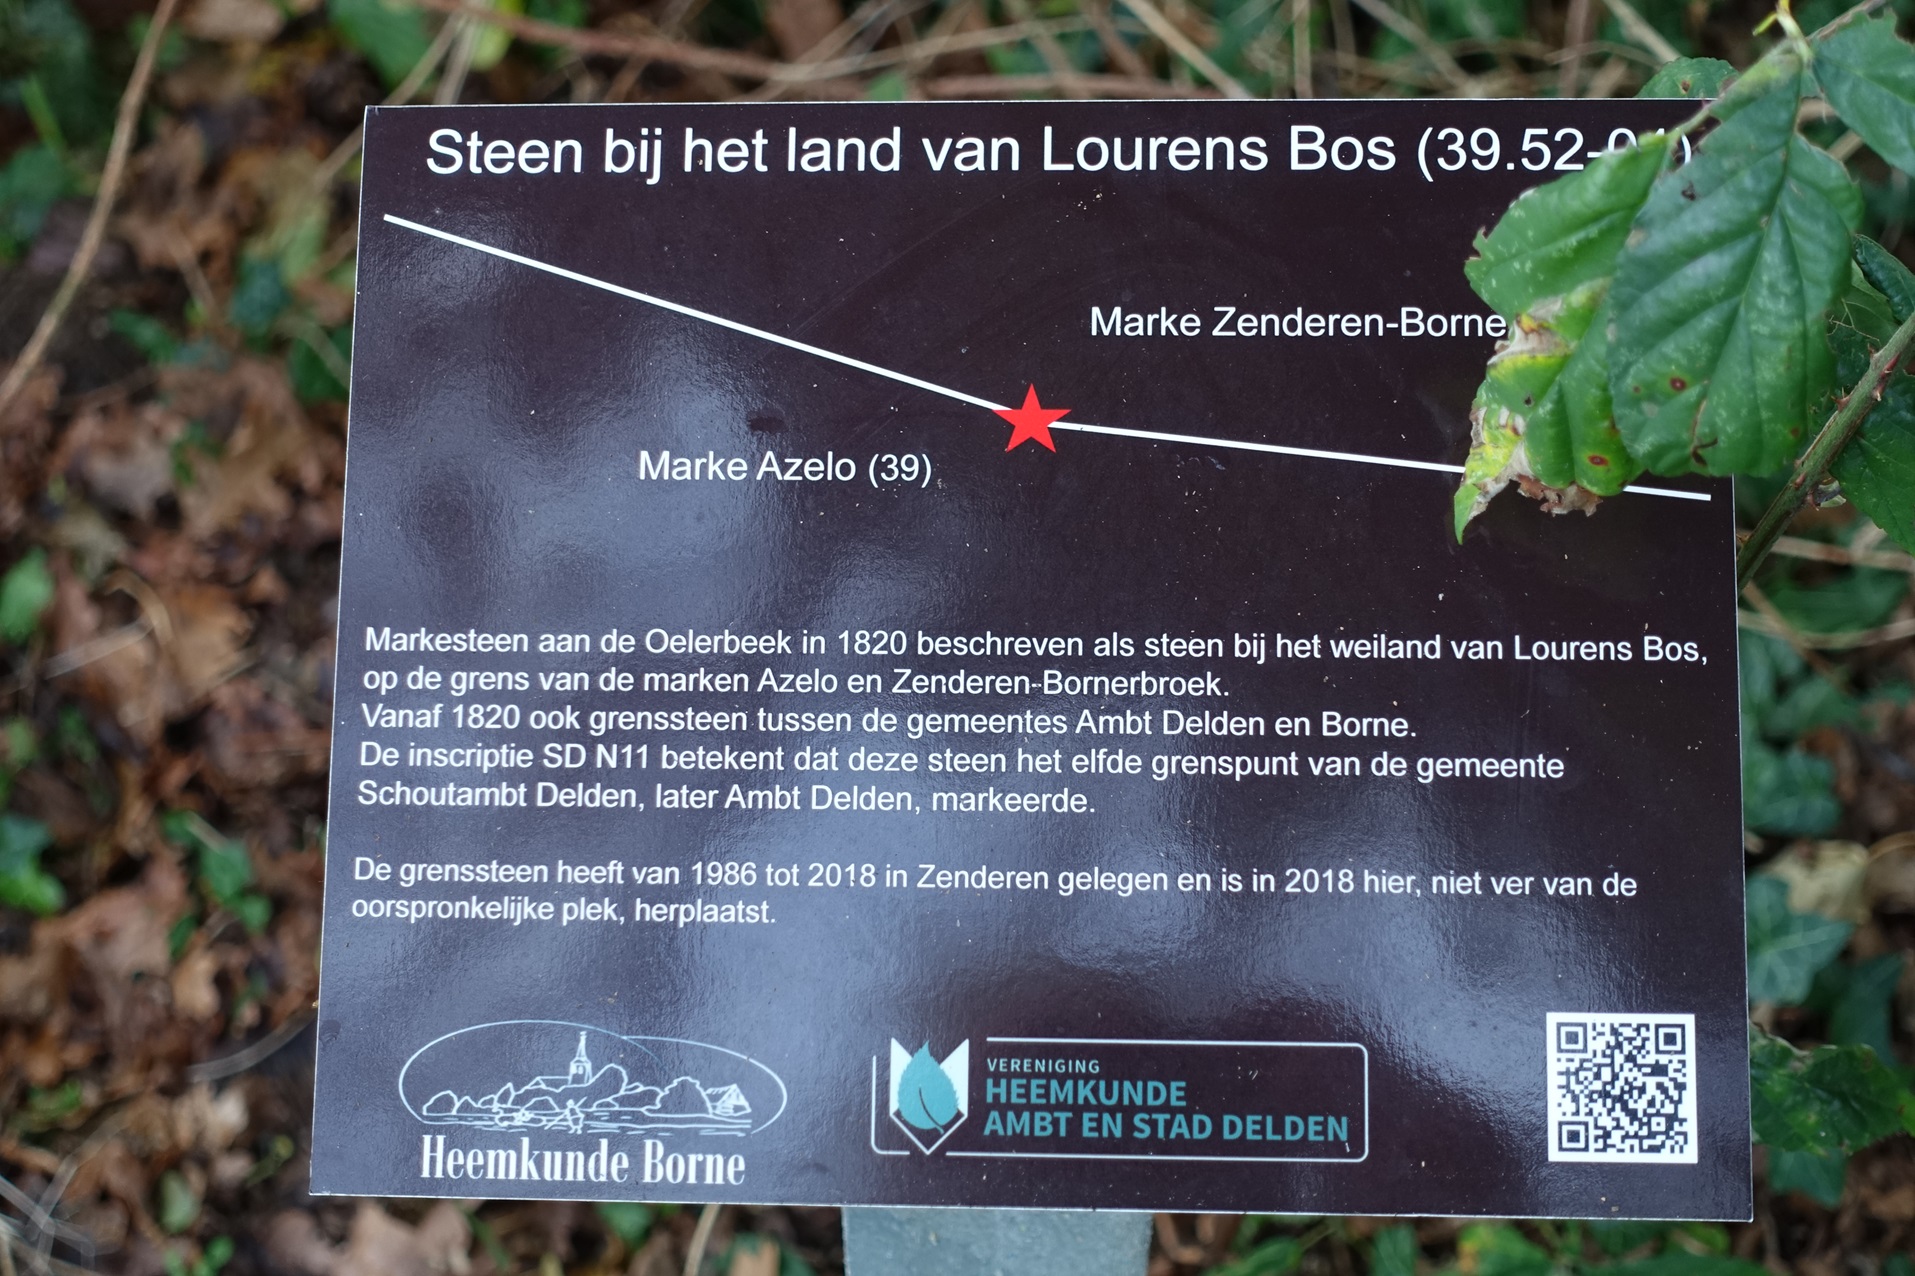 Steen bij het land van Lourens Bos (39.52-
Marke Zenderen-Borne
Marke Azelo (39)
Markesteen aan de Oelerbeek in 1820 beschreven als steen bij het weiland van Lourens Bos,
op de grens van de marken Azelo en Zenderen-Bornerbroek.
Vanaf 1820 ook grenssteen tussen de gemeentes Ambt Delden en Borne.
De inscriptie SD N11 betekent dat deze steen het elfde grenspunt van de gemeente
Schoutambt Delden, later Ambt Delden, markeerde.
De grenssteen heeft van 1986 tot 2018 in Zenderen gelegen en is in 2018 hier, niet ver van de
oorspronkelijke plek, herplaatst.
Heemkunde Borne
VERENIGING
HEEMKUNDE
AMBT EN STAD DELDEN